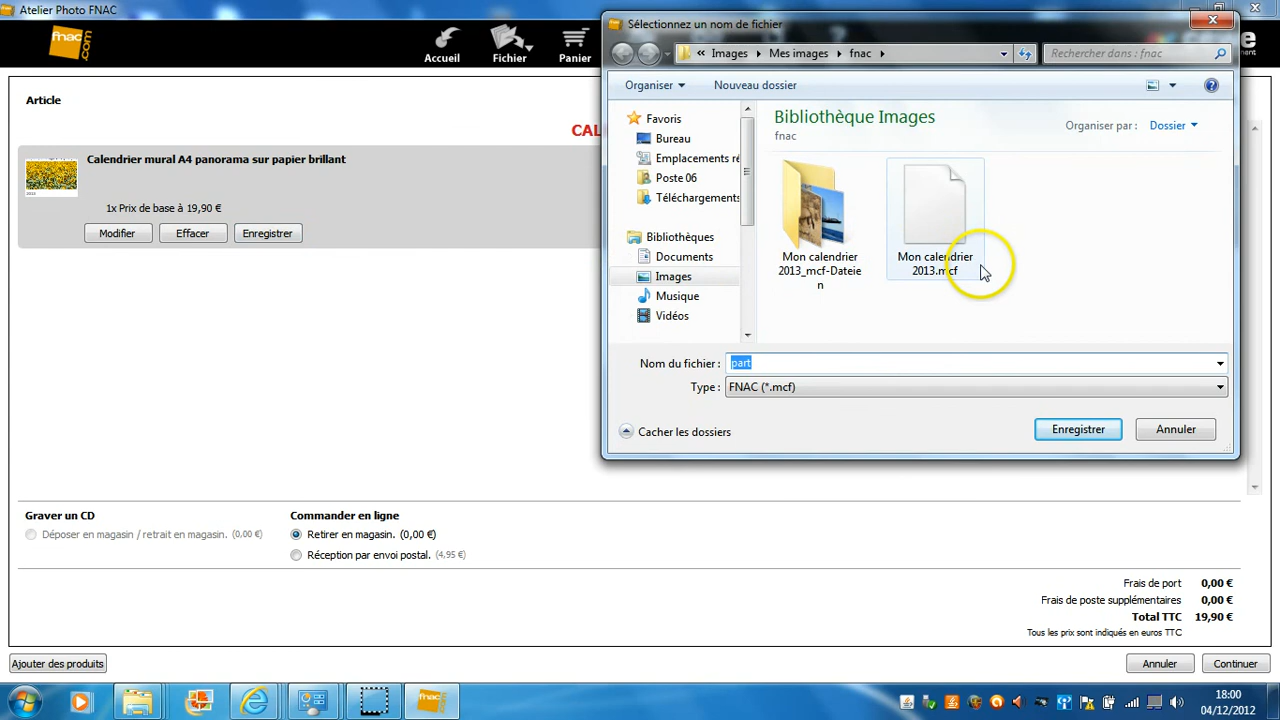 Atelier Photo FNAC
fnac
.com
Accueil
Fichier
Panier
Article
Calendrier mural A4 panorama sur papier brillant
1x Prix de base à 19,90 €
Modifier
Effacer
Enregistrer
Sélectionnez un nom de fichier
Images
Mes images
fnac
Rechercher dans : fnac
Organiser
Nouveau dossier
Favoris
Bureau
Poste 06
Téléchargements
Bibliothèques
Documents
Images
Musique
Vidéos
Bibliothèque Images
fnac
Organiser par :
Dossier
Mon calendrier
2013_mcf-Dateie
n
Mon calendrier
2013.mcf
Nom du fichier :
part
Type :
FNAC (*.mcf)
Cacher les dossiers
Enregistrer
Annuler
Graver un CD
Déposer en magasin / retrait en magasin. (0,00 €)
Commander en ligne
Retirer en magasin. (0,00 €)
Réception par envoi postal. (4,95 €)
Frais de port 0,00 €
Frais de poste supplémentaires 0,00 €
Total TTC 19,90 €
Tous les prix sont indiqués en euros TTC
Ajouter des produits
Annuler
Continuer
18:00
04/12/2012